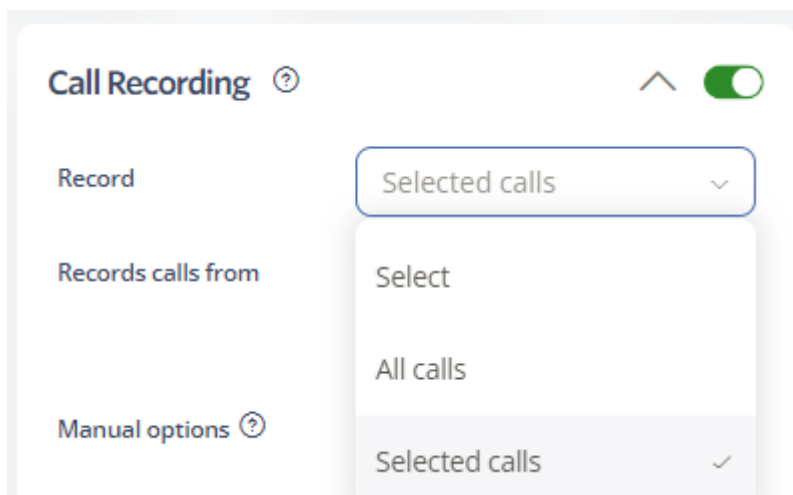 Call Recording
Record
Selected calls
Records calls from
Select
All calls
Manual options
Selected calls